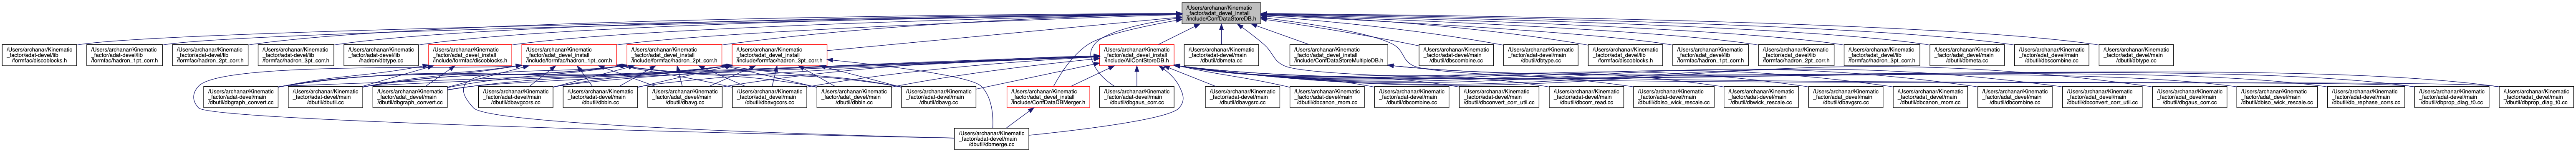 /Users/archanar/Kinematic
_factor/adat_devel_install
/include/ConfDataStoreDB.h
/Users/archanar/Kinematic
_factor/adat-devel/lib
/formfac/discoblocks.h
/Users/archanar/Kinematic
_factor/adat-devel/lib
/formfac/hadron_1pt_corr.h
/Users/archanar/Kinematic
_factor/adat-devel/lib
/formfac/hadron_2pt_corr.h
/Users/archanar/Kinematic
_factor/adat-devel/lib
/formfac/hadron_3pt_corr.h
/Users/archanar/Kinematic
_factor/adat-devel/lib
/hadron/dbtype.cc
/Users/archanar/Kinematic
_factor/adat_devel_install
/include/formfac/discoblocks.h
/Users/archanar/Kinematic
_factor/adat_devel_install
/include/formfac/hadron_1pt_corr.h
/Users/archanar/Kinematic
_factor/adat_devel_install
/include/formfac/hadron_2pt_corr.h
/Users/archanar/Kinematic
_factor/adat_devel_install
/include/formfac/hadron_3pt_corr.h
/Users/archanar/Kinematic
_factor/adat_devel_install
/include/AllConfStoreDB.h
/Users/archanar/Kinematic
_factor/adat-devel/main
/dbutil/dbmeta.cc
/Users/archanar/Kinematic
_factor/adat_devel_install
/include/ConfDataStoreMultipleDB.h
/Users/archanar/Kinematic
_factor/adat_devel/main
/dbutil/dbscombine.cc
/Users/archanar/Kinematic
_factor/adat_devel/main
/dbutil/dbtype.cc
/Users/archanar/Kinematic
_factor/adat_devel/lib
/formfac/discoblocks.h
/Users/archanar/Kinematic
_factor/adat_devel/lib
/formfac/hadron_1pt_corr.h
/Users/archanar/Kinematic
_factor/adat_devel/lib
/formfac/hadron_2pt_corr.h
/Users/archanar/Kinematic
_factor/adat_devel/lib
/formfac/hadron_3pt_corr.h
/Users/archanar/Kinematic
_factor/adat_devel/main
/dbutil/dbmeta.cc
/Users/archanar/Kinematic
_factor/adat_devel/main
/dbutil/dbscombine.cc
/Users/archanar/Kinematic
_factor/adat_devel/main
/dbutil/dbtype.cc
/Users/archanar/Kinematic
_factor/adat-devel/main
/dbutil/dbgraph_convert.cc
/Users/archanar/Kinematic
_factor/adat-devel/main
/dbutil/dbutil.cc
/Users/archanar/Kinematic
_factor/adat_devel/main
/dbutil/dbgraph_convert.cc
/Users/archanar/Kinematic
_factor/adat-devel/main
/dbutil/dbavgcors.cc
/Users/archanar/Kinematic
_factor/adat-devel/main
/dbutil/dbbin.cc
/Users/archanar/Kinematic
_factor/adat-devel/main
/dbutil/dbavg.cc
/Users/archanar/Kinematic
_factor/adat_devel/main
/dbutil/dbavgcors.cc
/Users/archanar/Kinematic
_factor/adat_devel/main
/dbutil/dbbin.cc
/Users/archanar/Kinematic
_factor/adat_devel/main
/dbutil/dbavg.cc
/Users/archanar/Kinematic
_factor/adat_devel_install
/include/ConfDataDBMerger.h
/Users/archanar/Kinematic
_factor/adat-devel/main
/dbutil/dbgaus_corr.cc
/Users/archanar/Kinematic
_factor/adat-devel/main
/dbutil/dbavgsrc.cc
/Users/archanar/Kinematic
_factor/adat-devel/main
/dbutil/dbcanon_mom.cc
/Users/archanar/Kinematic
_factor/adat-devel/main
/dbutil/dbcombine.cc
/Users/archanar/Kinematic
_factor/adat-devel/main
/dbutil/dbconvert_corr_util.cc
/Users/archanar/Kinematic
_factor/adat-devel/main
/dbutil/dbcorr_read.cc
/Users/archanar/Kinematic
_factor/adat-devel/main
/dbutil/dbiso_wick_rescale.cc
/Users/archanar/Kinematic
_factor/adat-devel/main
/dbutil/dbwick_rescale.cc
/Users/archanar/Kinematic
_factor/adat_devel/main
/dbutil/dbavgsrc.cc
/Users/archanar/Kinematic
_factor/adat_devel/main
/dbutil/dbcanon_mom.cc
/Users/archanar/Kinematic
_factor/adat_devel/main
/dbutil/dbcombine.cc
/Users/archanar/Kinematic
_factor/adat_devel/main
/dbutil/dbconvert_corr_util.cc
/Users/archanar/Kinematic
_factor/adat_devel/main
/dbutil/dbgaus_corr.cc
/Users/archanar/Kinematic
_factor/adat_devel/main
/dbutil/dbiso_wick_rescale.cc
/Users/archanar/Kinematic
_factor/adat-devel/main
/dbutil/db_rephase_corrs.cc
/Users/archanar/Kinematic
_factor/adat-devel/main
/dbutil/dbprop_diag_t0.cc
/Users/archanar/Kinematic
_factor/adat_devel/main
/dbutil/dbprop_diag_t0.cc
/Users/archanar/Kinematic
_factor/adat-devel/main
/dbutil/dbmerge.cc